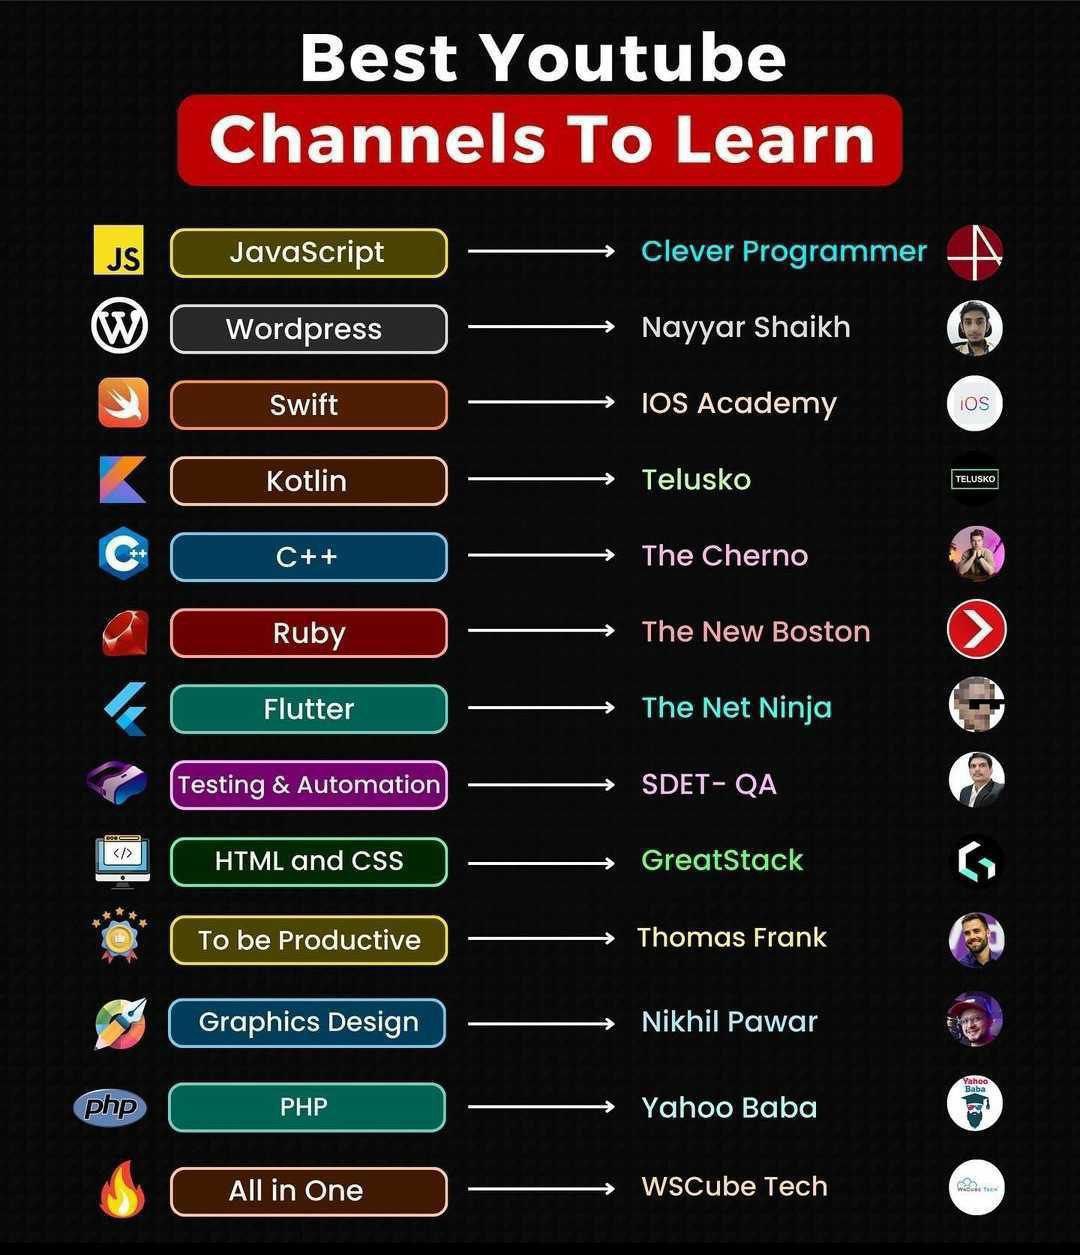 Best Youtube
Channels To Learn
JS JavaScript Clever Programmer
Wordpress Nayyar Shaikh
Swift IOS Academy iOS
Kotlin Telusko TELUSKO
C++ C++ The Cherno
Ruby The New Boston
Flutter The Net Ninja
Testing & Automation SDET- QA
</> HTML and CSS GreatStack
To be Productive Thomas Frank
Graphics Design Nikhil Pawar
php PHP Yahoo Baba Yahoo Baba
All in One WSCube Tech WSCUBE TECH